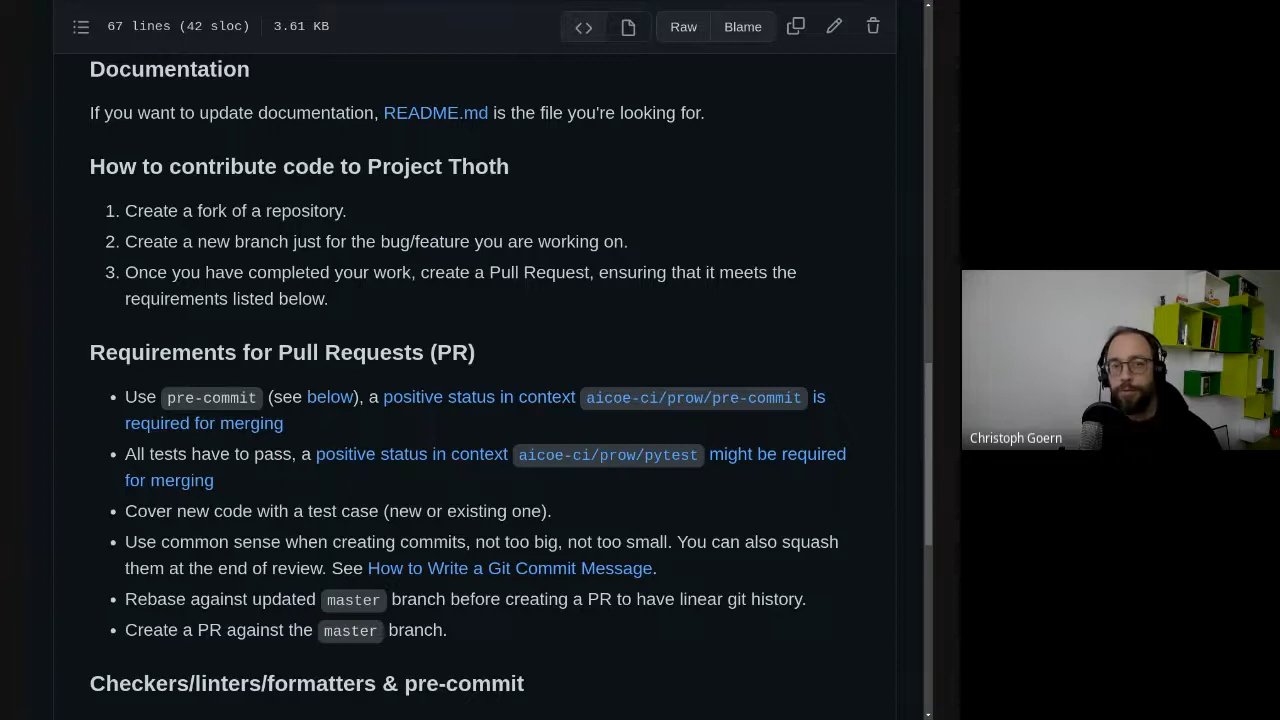 67 lines (42 sloc) 3.61 KB Raw Blame
Documentation
If you want to update documentation, README.md is the file you're looking for.
How to contribute code to Project Thoth
1. Create a fork of a repository.
2. Create a new branch just for the bug/feature you are working on.
3. Once you have completed your work, create a Pull Request, ensuring that it meets the
requirements listed below.
Requirements for Pull Requests (PR)
• Use pre-commit (see below), a positive status in context aicoe-ci/prow/pre-commit is
required for merging
• All tests have to pass, a positive status in context aicoe-ci/prow/pytest might be required
for merging
• Cover new code with a test case (new or existing one).
• Use common sense when creating commits, not too big, not too small. You can also squash
them at the end of review. See How to Write a Git Commit Message.
• Rebase against updated master branch before creating a PR to have linear git history.
• Create a PR against the master branch.
Checkers/linters/formatters & pre-commit
Christoph Goern